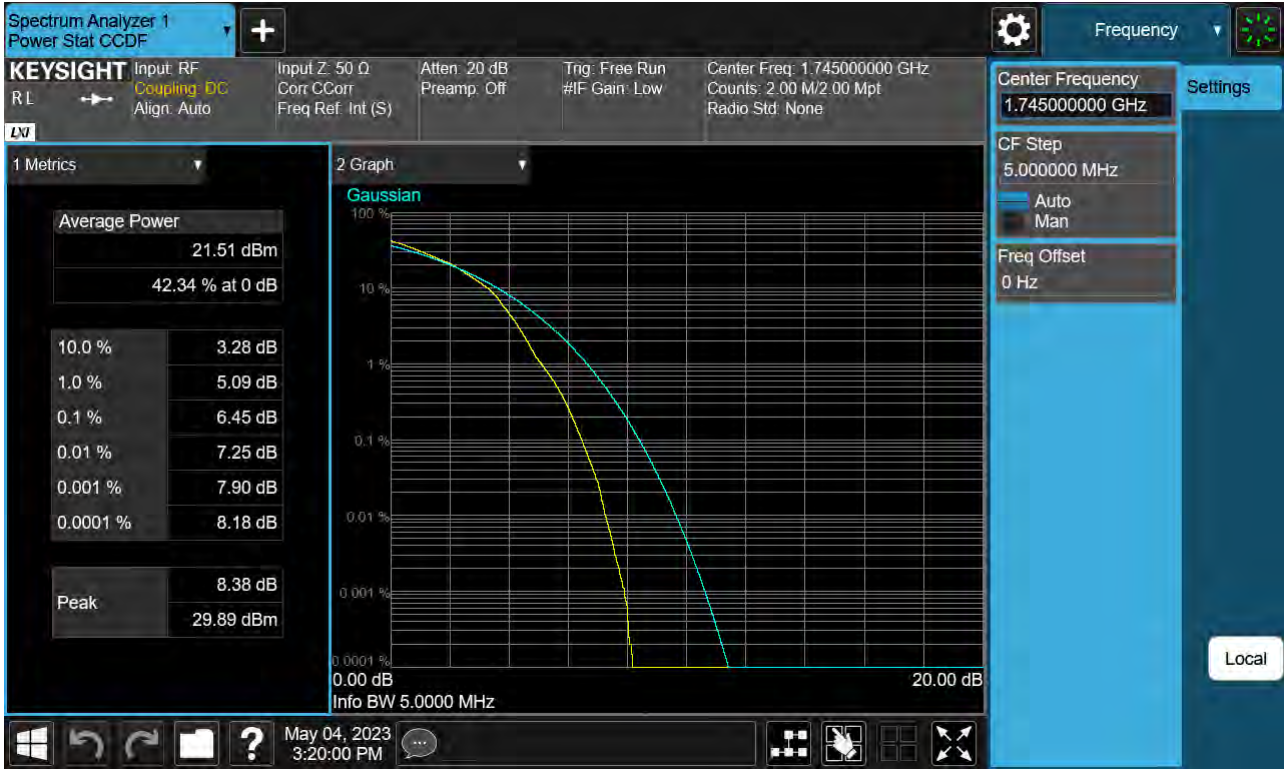 Spectrum Analyzer 1
Power Stat CCDF
Frequency
KEYSIGHT
R L
LXI
Input: RF
Coupling: DC
Align: Auto
Input Z: 50 Ω
Corr CCorr
Freq Ref: Int (S)
Atten: 20 dB
Preamp: Off
Trig: Free Run
#IF Gain: Low
Center Freq: 1.745000000 GHz
Counts: 2.00 M/2.00 Mpt
Radio Std: None
Center Frequency
1.745000000 GHz
Settings
CF Step
5.000000 MHz
Auto
Man
Freq Offset
0 Hz
Local
1 Metrics
Average Power
21.51 dBm
42.34 % at 0 dB
10.0 % 3.28 dB
1.0 % 5.09 dB
0.1 % 6.45 dB
0.01 % 7.25 dB
0.001 % 7.90 dB
0.0001 % 8.18 dB
Peak
8.38 dB
29.89 dBm
2 Graph
Gaussian
100 %
10 %
1 %
0.1 %
0.01 %
0.001 %
0.0001 %
0.00 dB 20.00 dB
Info BW 5.0000 MHz
?
May 04, 2023
3:20:00 PM